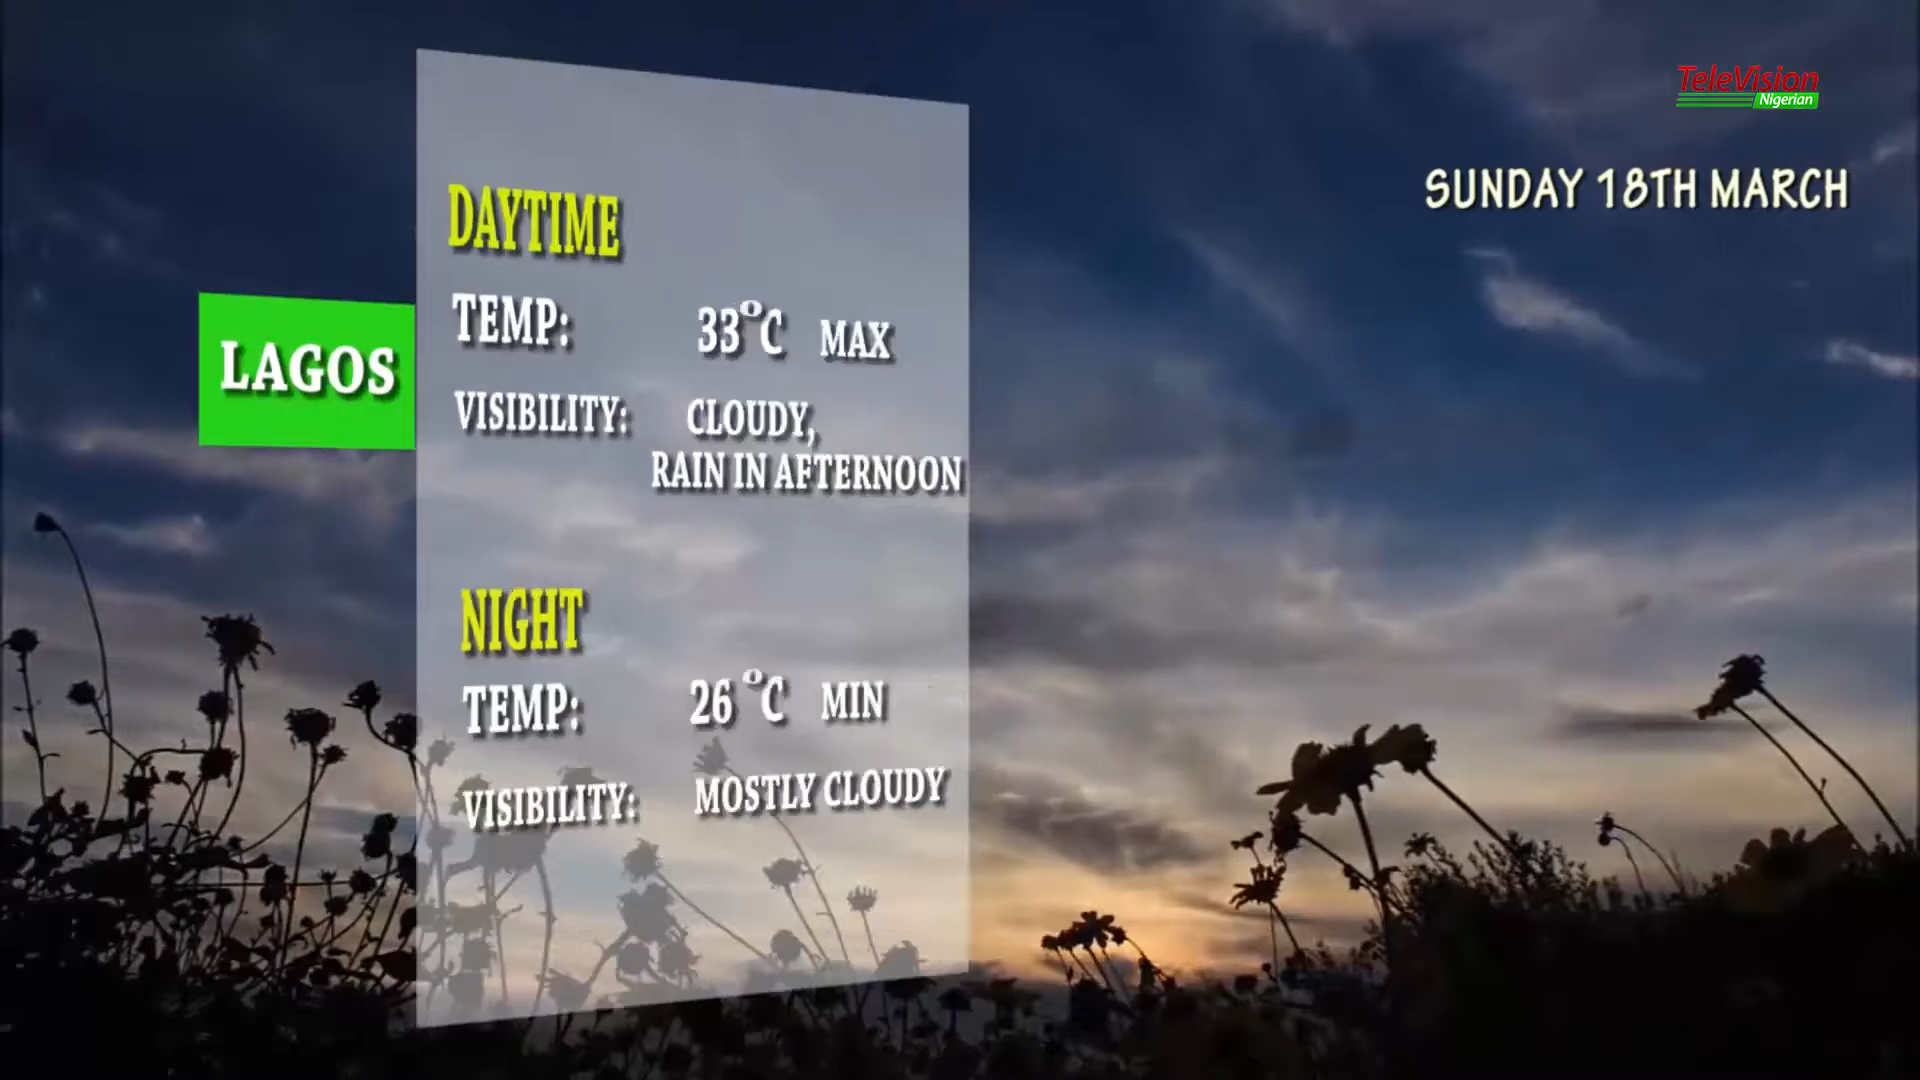 TeleVision
Nigerian
SUNDAY 18TH MARCH
LAGOS
DAYTIME
TEMP: 33°C MAX
VISIBILITY: CLOUDY,
RAIN IN AFTERNOON
NIGHT
TEMP: 26 °C MIN
VISIBILITY: MOSTLY CLOUDY